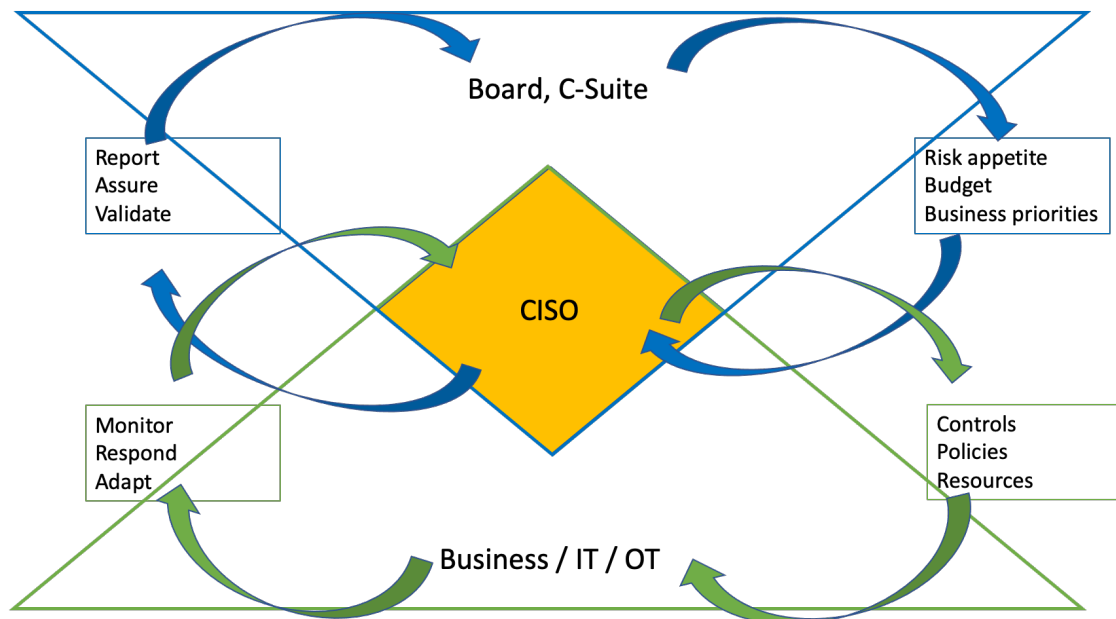 Board, C-Suite
Report
Assure
Validate
Risk appetite
Budget
Business priorities
CISO
Monitor
Respond
Adapt
Controls
Policies
Resources
Business / IT / OT